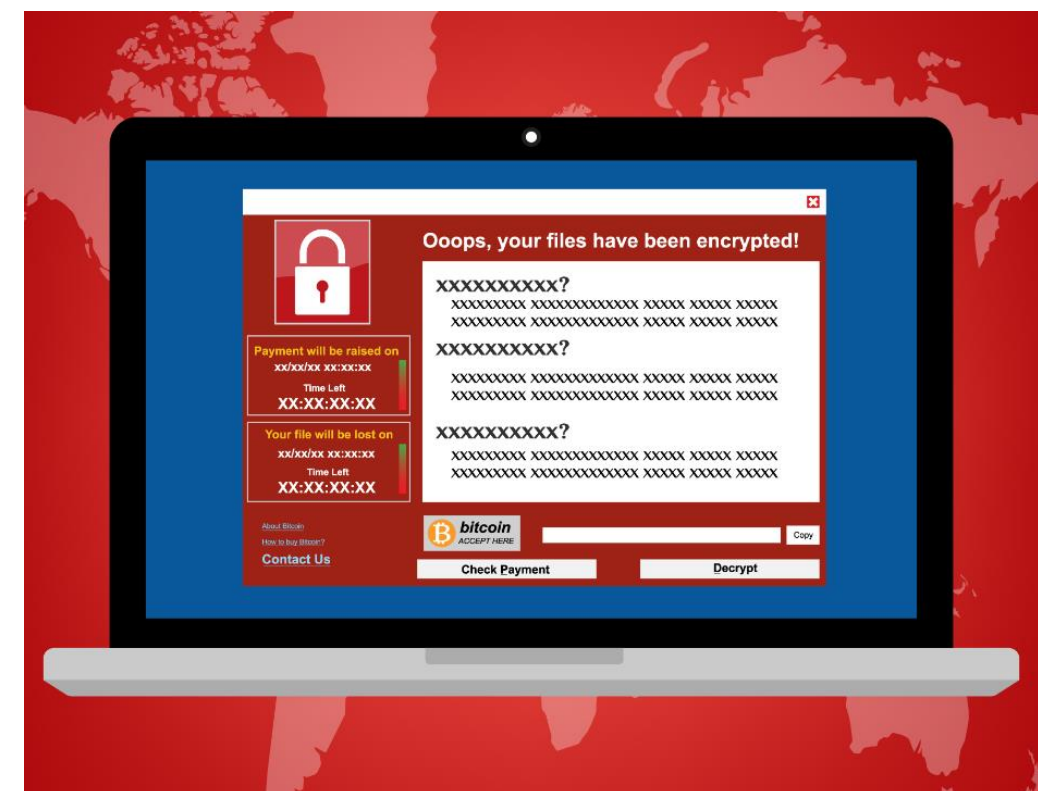 Ooops, your files have been encrypted!
xxxxxxxxxx?
xxxxxxxxx xxxxxxxxxxxxx xxxxx xxxxx xxxxx
xxxxxxxxx xxxxxxxxxxxxx xxxxx xxxxx xxxxx
xxxxxxxxxx?
xxxxxxxxx xxxxxxxxxxxxx xxxxx xxxxx xxxxx
xxxxxxxxx xxxxxxxxxxxxx xxxxx xxxxx xxxxx
xxxxxxxxxx?
xxxxxxxxx xxxxxxxxxxxxx xxxxx xxxxx xxxxx
xxxxxxxxx xxxxxxxxxxxxx xxxxx xxxxx xxxxx
Payment will be raised on
xx/xx/xx xx:xx:xx
Time Left
XX:XX:XX:XX
Your file will be lost on
xx/xx/xx xx:xx:xx
Time Left
XX:XX:XX:XX
About Bitcoin
How to buy Bitcoin?
Contact Us
bitcoin
ACCEPT HERE
Copy
Check Payment
Decrypt